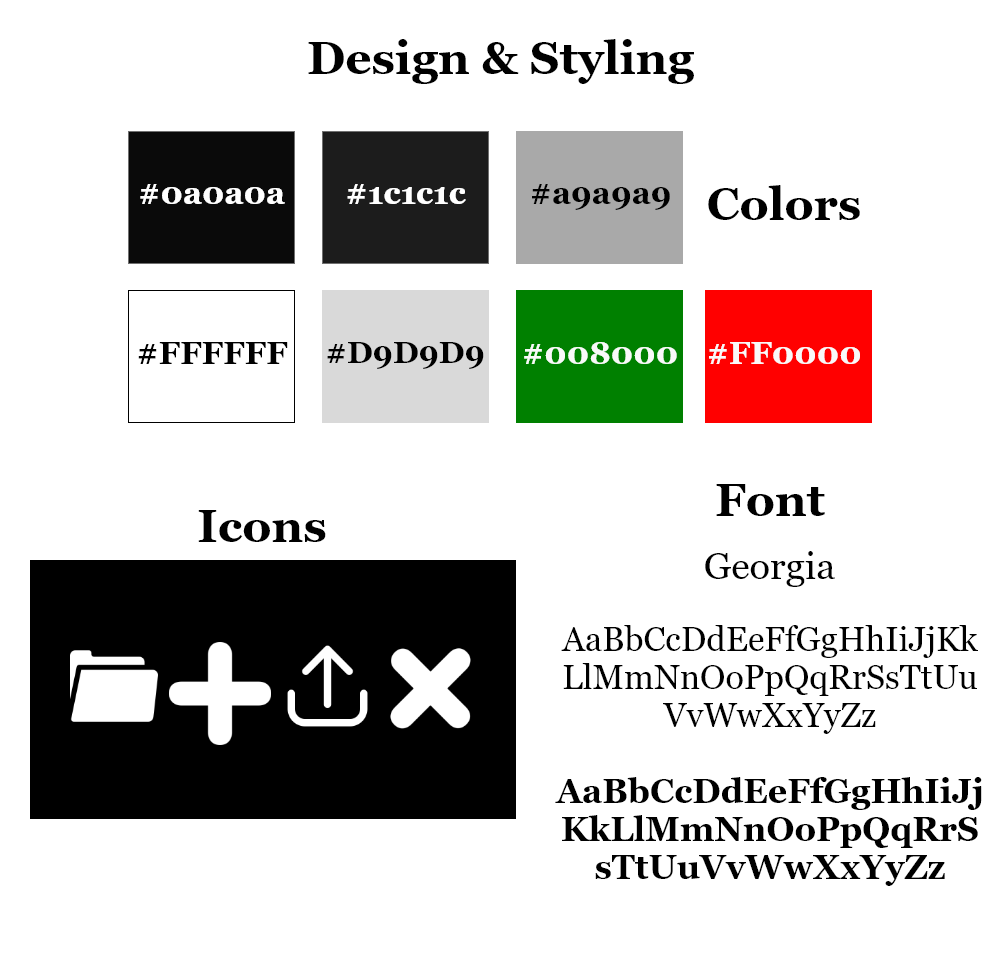 Design & Styling
#0a0a0a
#1c1c1c
#a9a9a9
Colors
#FFFFFF
#D9D9D9
#008000
#FF0000
Icons
Font
Georgia
AaBbCcDdEeFfGgHhIiJjKk
LlMmNnOoPpQqRrSsTtUu
VvWwXxYyZz
AaBbCcDdEeFfGgHhIiJj
KkLlMmNnOoPpQqRrS
sTtUuVvWwXxYyZz